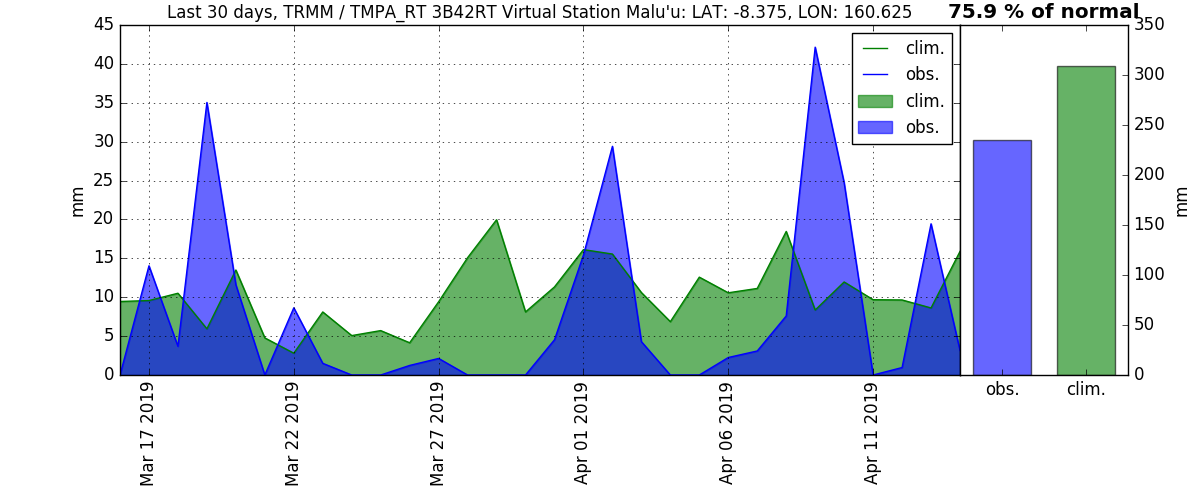 Last 30 days, TRMM / TMPA_RT 3B42RT Virtual Station Malu'u: LAT: -8.375, LON: 160.625
75.9 % of normal
45
40
35
30
25
20
15
10
5
0
mm
clim.
obs.
clim.
obs.
Mar 17 2019
Mar 22 2019
Mar 27 2019
Apr 01 2019
Apr 06 2019
Apr 11 2019
350
300
250
200
150
100
50
0
mm
obs.
clim.